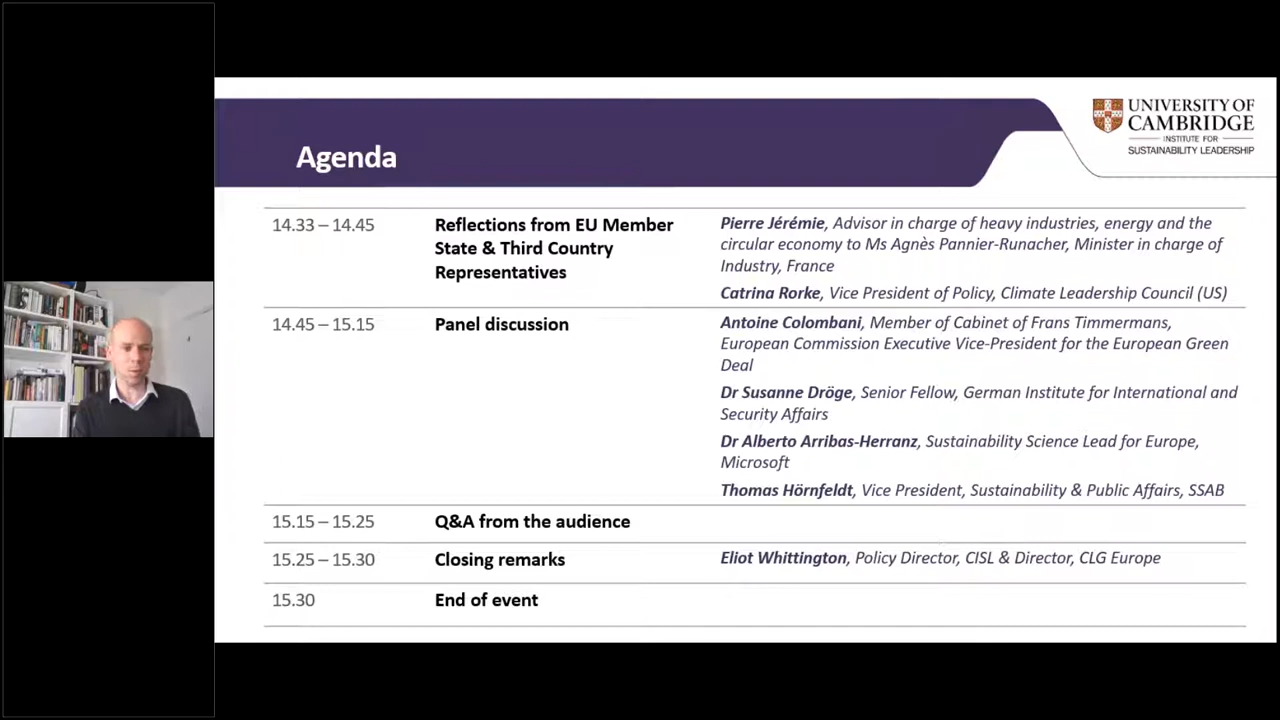 UNIVERSITY OF
CAMBRIDGE
INSTITUTE FOR
SUSTAINABILITY LEADERSHIP
Agenda
14.33 – 14.45
Reflections from EU Member
State & Third Country
Representatives
Pierre Jérémie, Advisor in charge of heavy industries, energy and the
circular economy to Ms Agnès Pannier-Runacher, Minister in charge of
Industry, France
Catrina Rorke, Vice President of Policy, Climate Leadership Council (US)
14.45 – 15.15
Panel discussion
Antoine Colombani, Member of Cabinet of Frans Timmermans,
European Commission Executive Vice-President for the European Green
Deal
Dr Susanne Dröge, Senior Fellow, German Institute for International and
Security Affairs
Dr Alberto Arribas-Herranz, Sustainability Science Lead for Europe,
Microsoft
Thomas Hörnfeldt, Vice President, Sustainability & Public Affairs, SSAB
15.15 – 15.25
Q&A from the audience
15.25 – 15.30
Closing remarks
Eliot Whittington, Policy Director, CISL & Director, CLG Europe
15.30
End of event